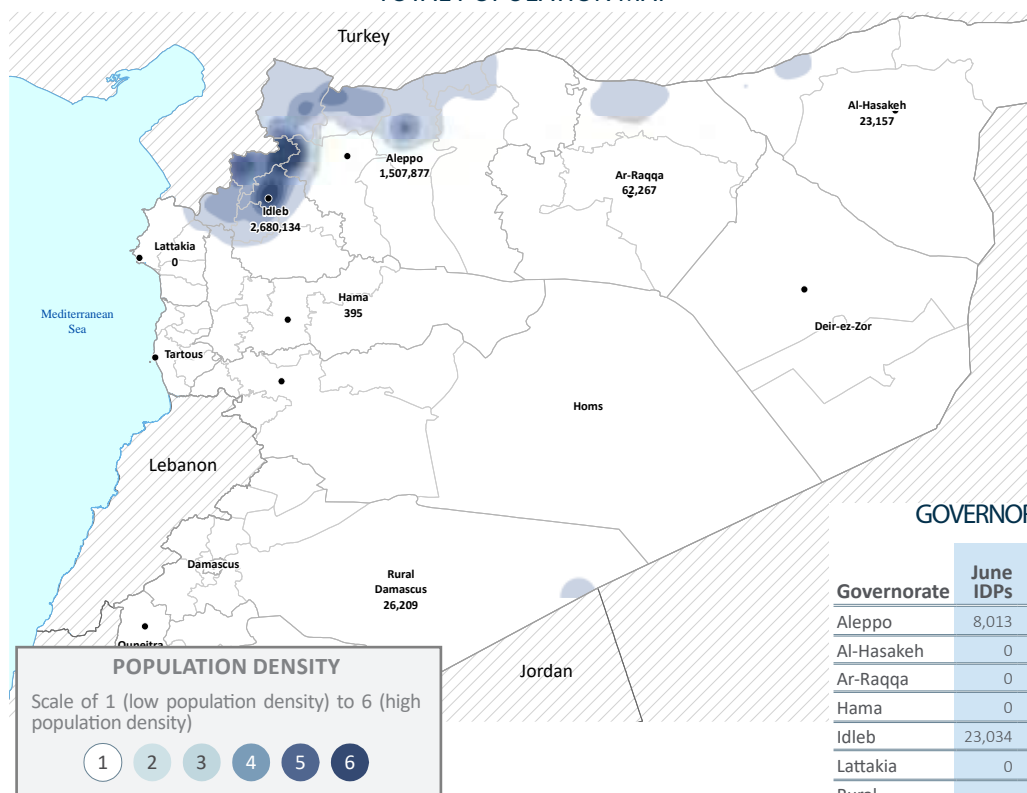 Turkey
Al-Hasakeh
23,157
Aleppo
1,507,877
Ar-Raqqa
62,267
Idleb
2,680,134
Lattakia
0
Hama
395
Mediterranean
Sea
Deir-ez-Zor
Tartous
Homs
Lebanon
Damascus
Rural
Damascus
26,209
Jordan
POPULATION DENSITY
Scale of 1 (low population density) to 6 (high
population density)
1 2 3 4 5 6
Governorate June IDPs
Aleppo 8,013
Al-Hasakeh 0
Ar-Raqqa 0
Hama 0
Idleb 23,034
Lattakia 0